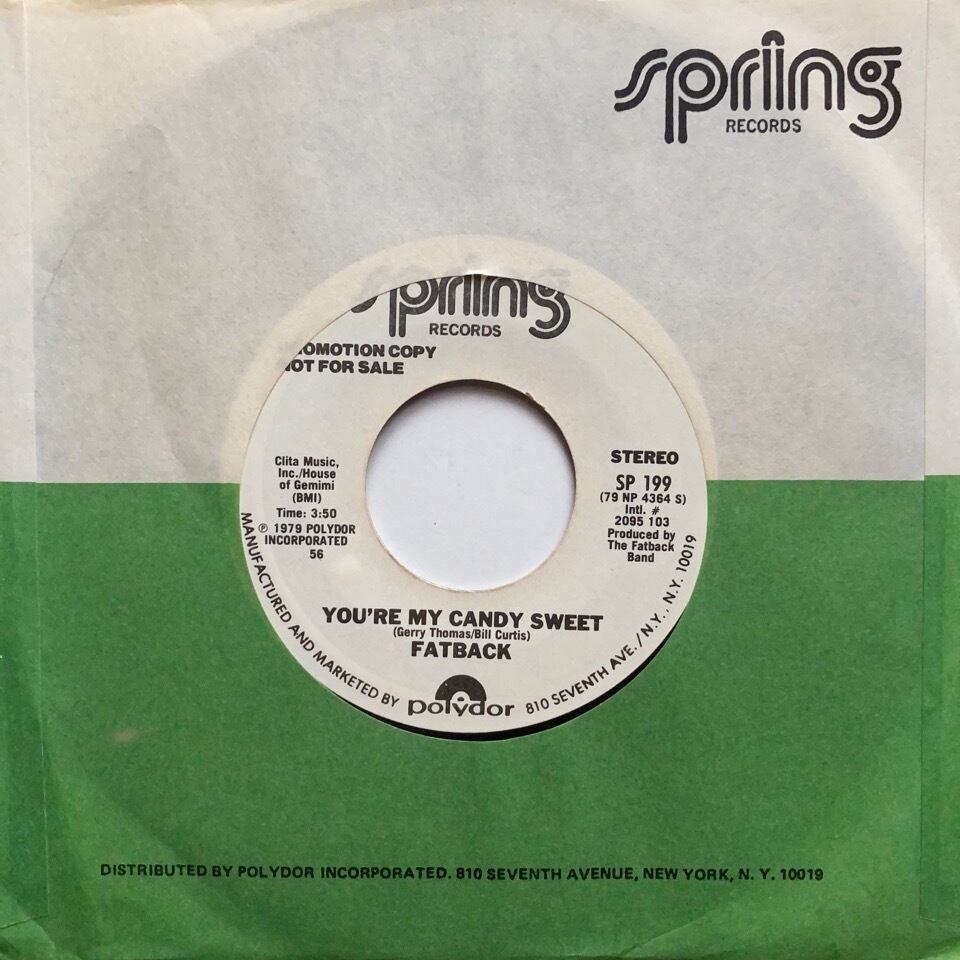 spring
RECORDS
spring
RECORDS
OMOTION COPY
OT FOR SALE
Clita Music,
Inc./House
of Gemimi
(BMI)
Time: 3:50
℗ 1979 POLYDOR
INCORPORATED
56
STEREO
SP 199
(79 NP 4364 S)
Intl. #
2095 103
Produced by
The Fatback
Band
YOU'RE MY CANDY SWEET
(Gerry Thomas/Bill Curtis)
FATBACK
MANUFACTURED AND MARKETED BY polydor 810 SEVENTH AVE./N.Y., N.Y. 10019
DISTRIBUTED BY POLYDOR INCORPORATED. 810 SEVENTH AVENUE, NEW YORK, N. Y. 10019